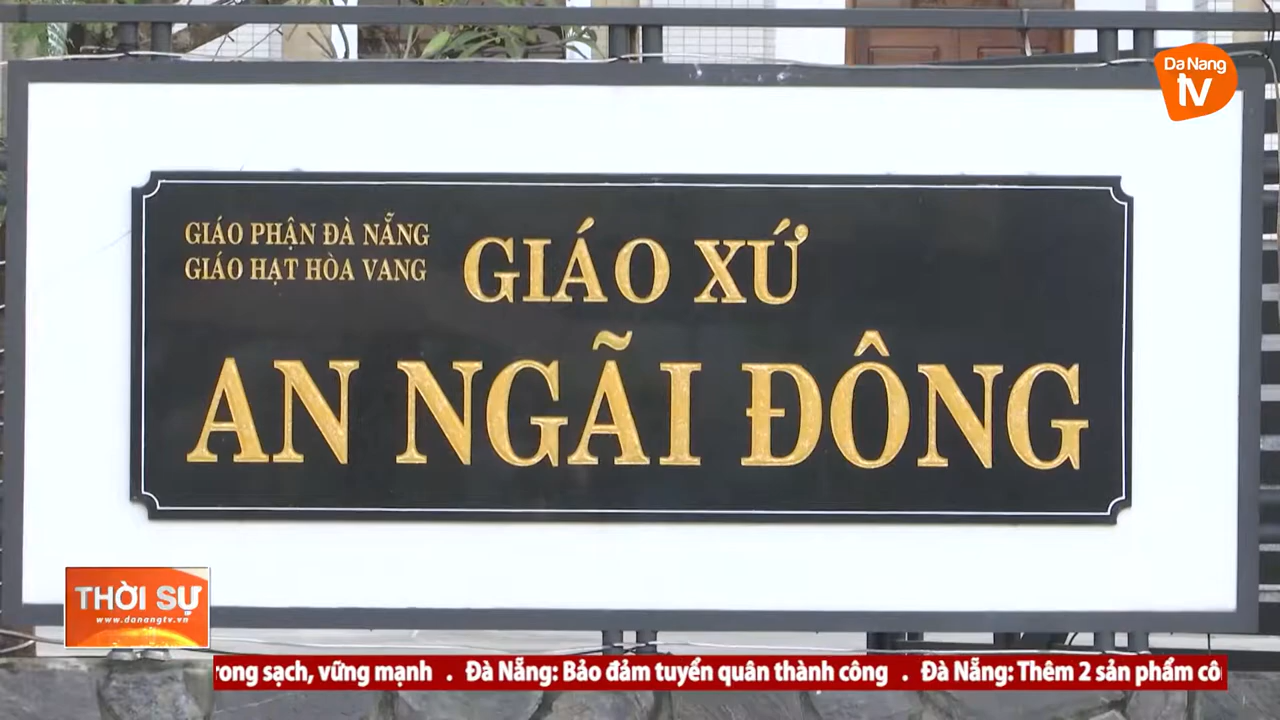 Da Nang
tv
GIÁO PHẬN ĐÀ NẴNG
GIÁO HẠT HÒA VANG
GIÁO XỨ
AN NGÃI ĐÔNG
THỜI SỰ
www.danangtv.vn
sạch, vững mạnh . Đà Nẵng: Bảo đảm tuyển quân thành công . Đà Nẵng: Thêm 2 sản phẩm